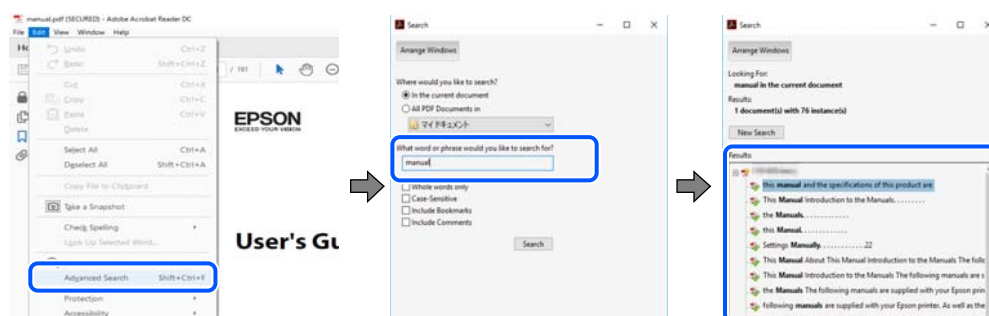 manual.pdf (SECURED) - Adobe Acrobat Reader DC
File Edit View Window Help
Undo Ctrl+Z
Redo Shift+Ctrl+Z
Cut Ctrl+X
Copy Ctrl+C
Paste Ctrl+V
Delete
Select All Ctrl+A
Deselect All Shift+Ctrl+A
Copy File to Clipboard
Take a Snapshot
Check Spelling
Look Up Selected Word...
Advanced Search Shift+Ctrl+F
Protection
Accessibility
/ 181
EPSON
EXCEED YOUR VISION
User's Gu
Search
Arrange Windows
Where would you like to search?
In the current document
All PDF Documents in
マイ ドキュメント
What word or phrase would you like to search for?
manual
Whole words only
Case-Sensitive
Include Bookmarks
Include Comments
Search
Search
Arrange Windows
Looking For:
manual in the current document
Results:
1 document(s) with 76 instance(s)
New Search
Results:
this manual and the specifications of this product are
This Manual Introduction to the Manuals. . . . . . . .
the Manuals. . . . . . . . . . . .
this Manual. . . . . . . . . . . .
Settings Manually. . . . . . . . . . . .22
This Manual About This Manual Introduction to the Manuals The follo
This Manual Introduction to the Manuals The following manuals are s
the Manuals The following manuals are supplied with your Epson prin
following manuals are supplied with your Epson printer. As well as the